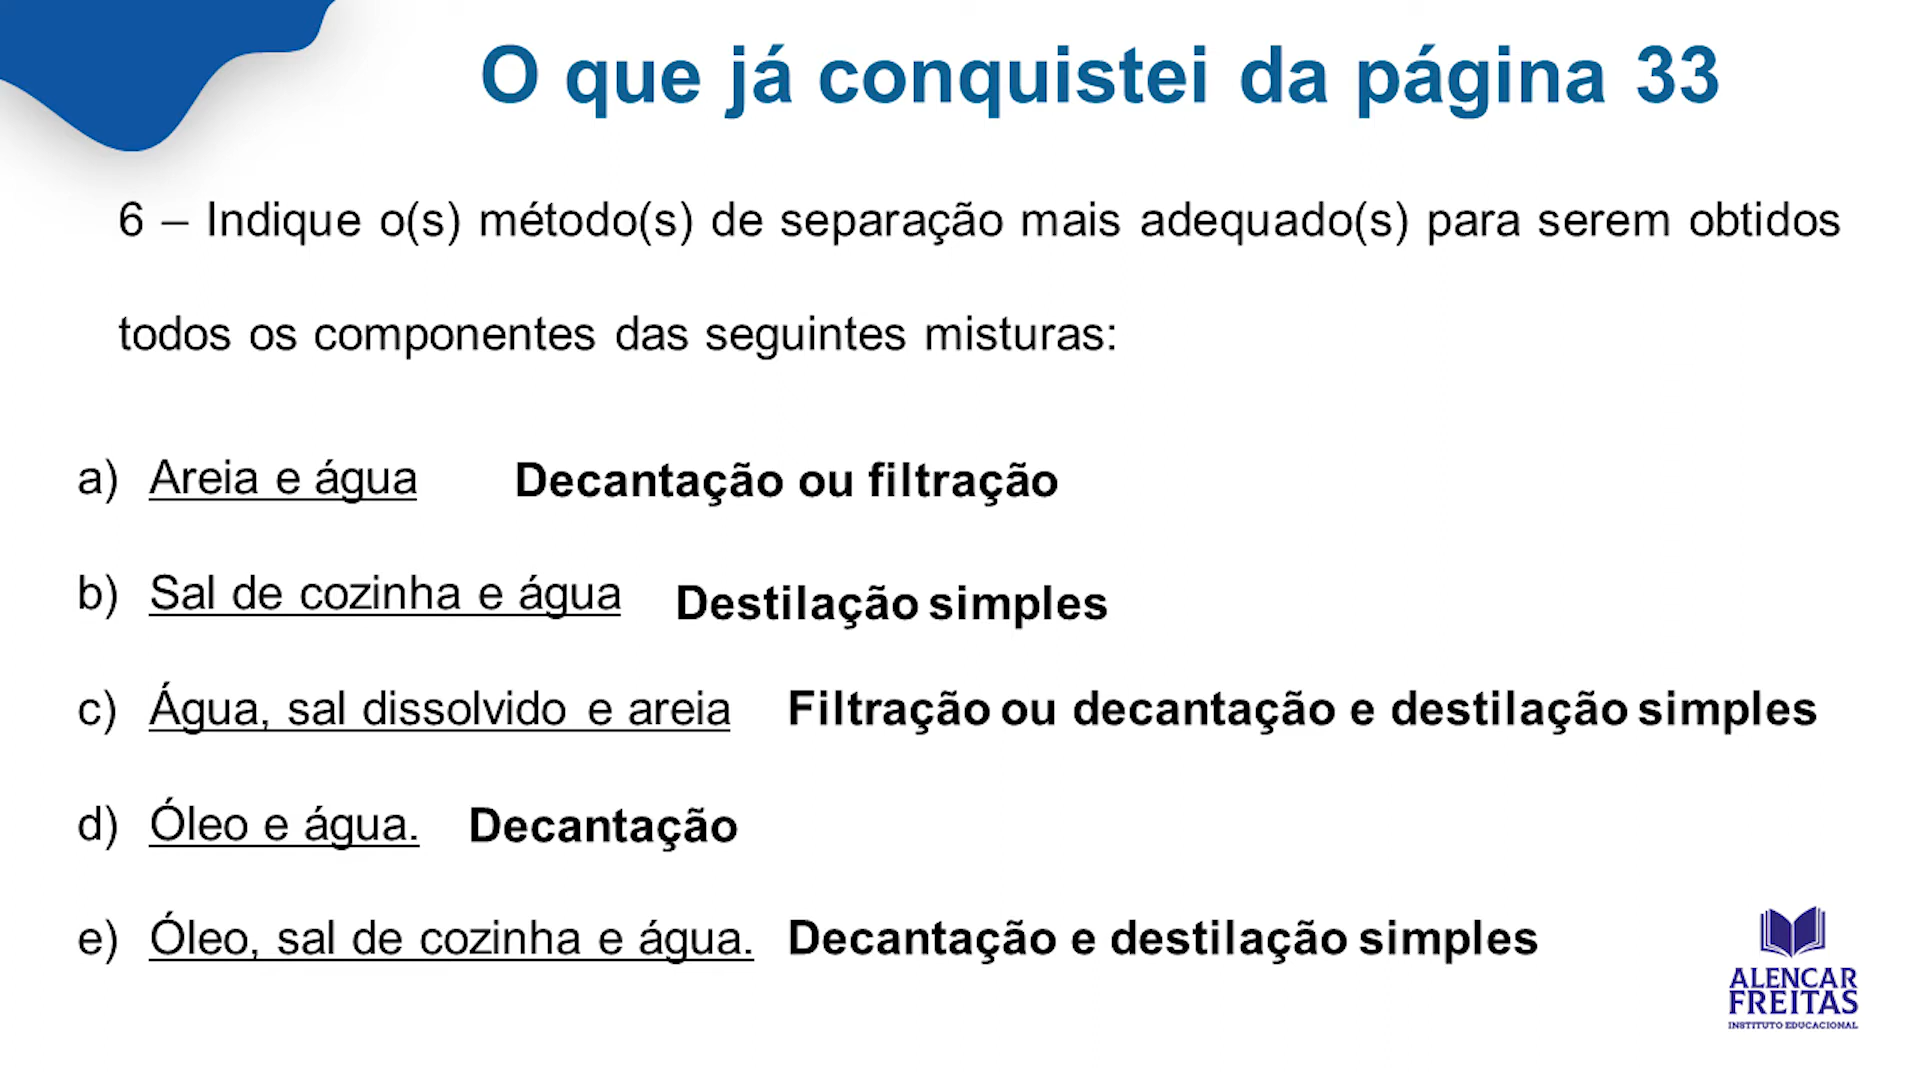 O que já conquistei da página 33
6 – Indique o(s) método(s) de separação mais adequado(s) para serem obtidos
todos os componentes das seguintes misturas:
a) Areia e água Decantação ou filtração
b) Sal de cozinha e água Destilação simples
c) Água, sal dissolvido e areia Filtração ou decantação e destilação simples
d) Óleo e água. Decantação
e) Óleo, sal de cozinha e água. Decantação e destilação simples
ALENCAR
FREITAS
INSTITUTO EDUCACIONAL